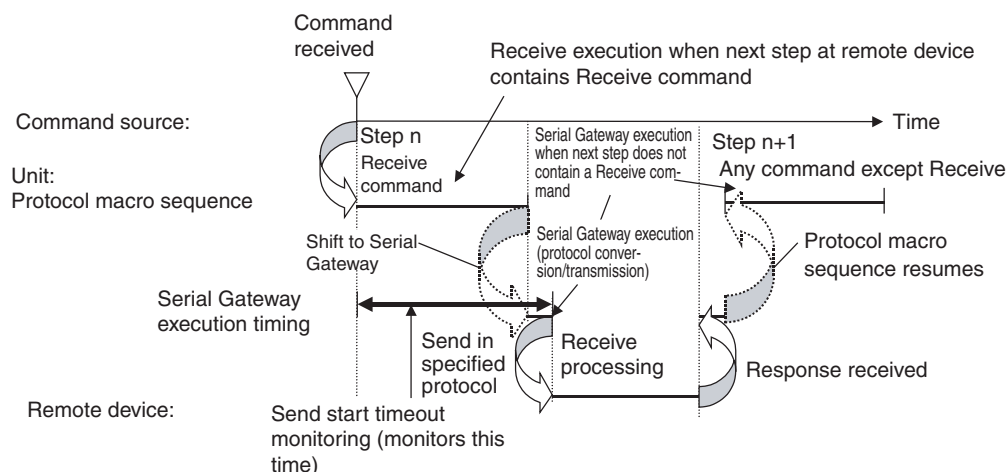 Command
received
Receive execution when next step at remote device
contains Receive command
Command source:
Time
Step n
Receive
command
Serial Gateway execution
when next step does not
contain a Receive com-
mand
Step n+1
Any command except Receive
Unit:
Protocol macro sequence
Shift to Serial
Gateway
Serial Gateway execution
(protocol conver-
sion/transmission)
Protocol macro
sequence resumes
Serial Gateway
execution timing
Send in
specified
protocol
Receive
processing
Response received
Remote device:
Send start timeout
monitoring (monitors this
time)